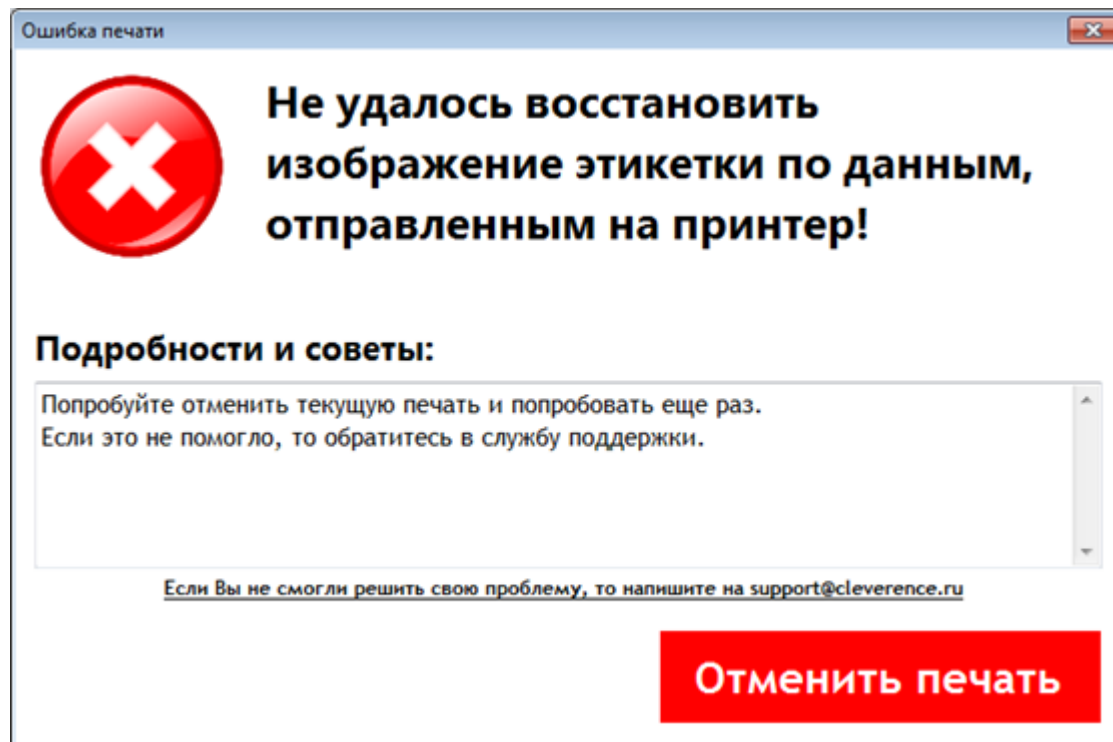 Ошибка печати
Не удалось восстановить
изображение этикетки по данным,
отправленным на принтер!
Подробности и советы:
Попробуйте отменить текущую печать и попробовать еще раз.
Если это не помогло, то обратитесь в службу поддержки.
Если Вы не смогли решить свою проблему, то напишите на support@cleverence.ru
Отменить печать